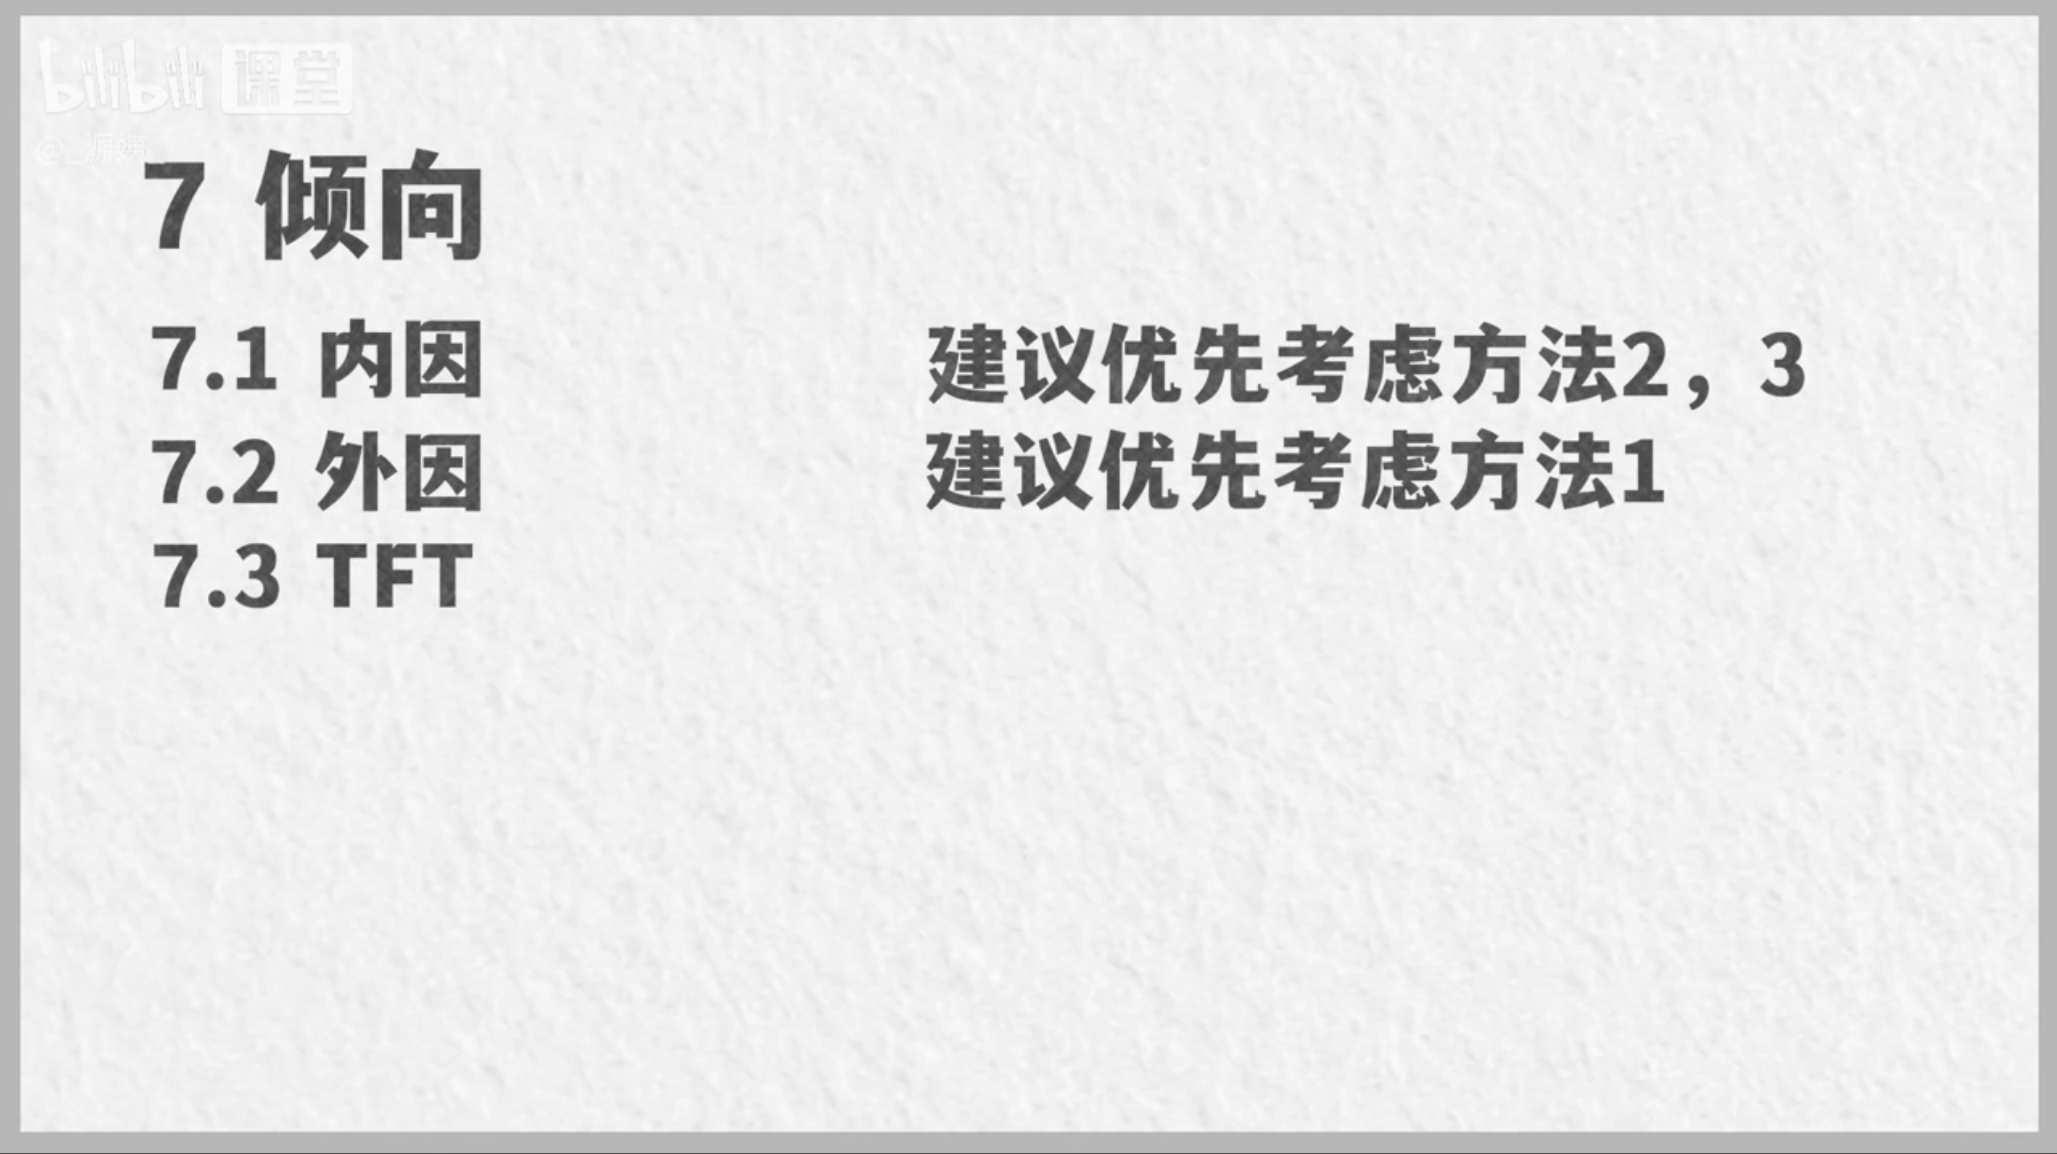 bilibili 课堂
@_源姨
7 倾向
7.1 内因 建议优先考虑方法2，3
7.2 外因 建议优先考虑方法1
7.3 TFT